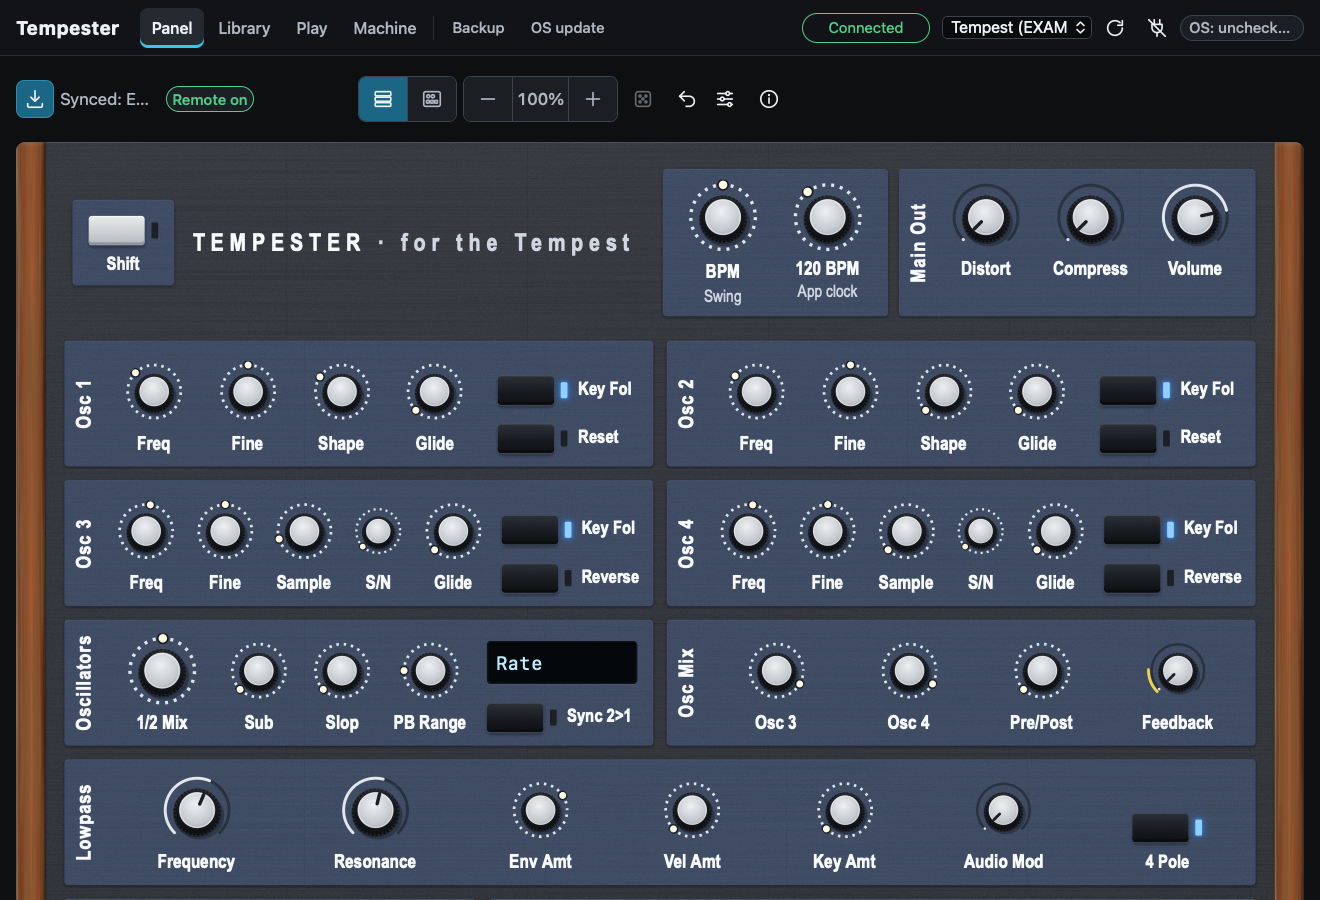 Tempester Panel Library Play Machine Backup OS update Connected Tempest (EXAM OS: uncheck...
Synced: E... Remote on 100%
TEMPESTER · for the Tempest
Shift
BPM
Swing
120 BPM
App clock
Main Out
Distort Compress Volume
Osc 1
Freq Fine Shape Glide
Key Fol
Reset
Osc 2
Freq Fine Shape Glide
Key Fol
Reset
Osc 3
Freq Fine Sample S/N Glide
Key Fol
Reverse
Osc 4
Freq Fine Sample S/N Glide
Key Fol
Reverse
Oscillators
1/2 Mix Sub Slop PB Range
Rate
Sync 2>1
Osc Mix
Osc 3 Osc 4 Pre/Post Feedback
Lowpass
Frequency Resonance Env Amt Vel Amt Key Amt Audio Mod 4 Pole